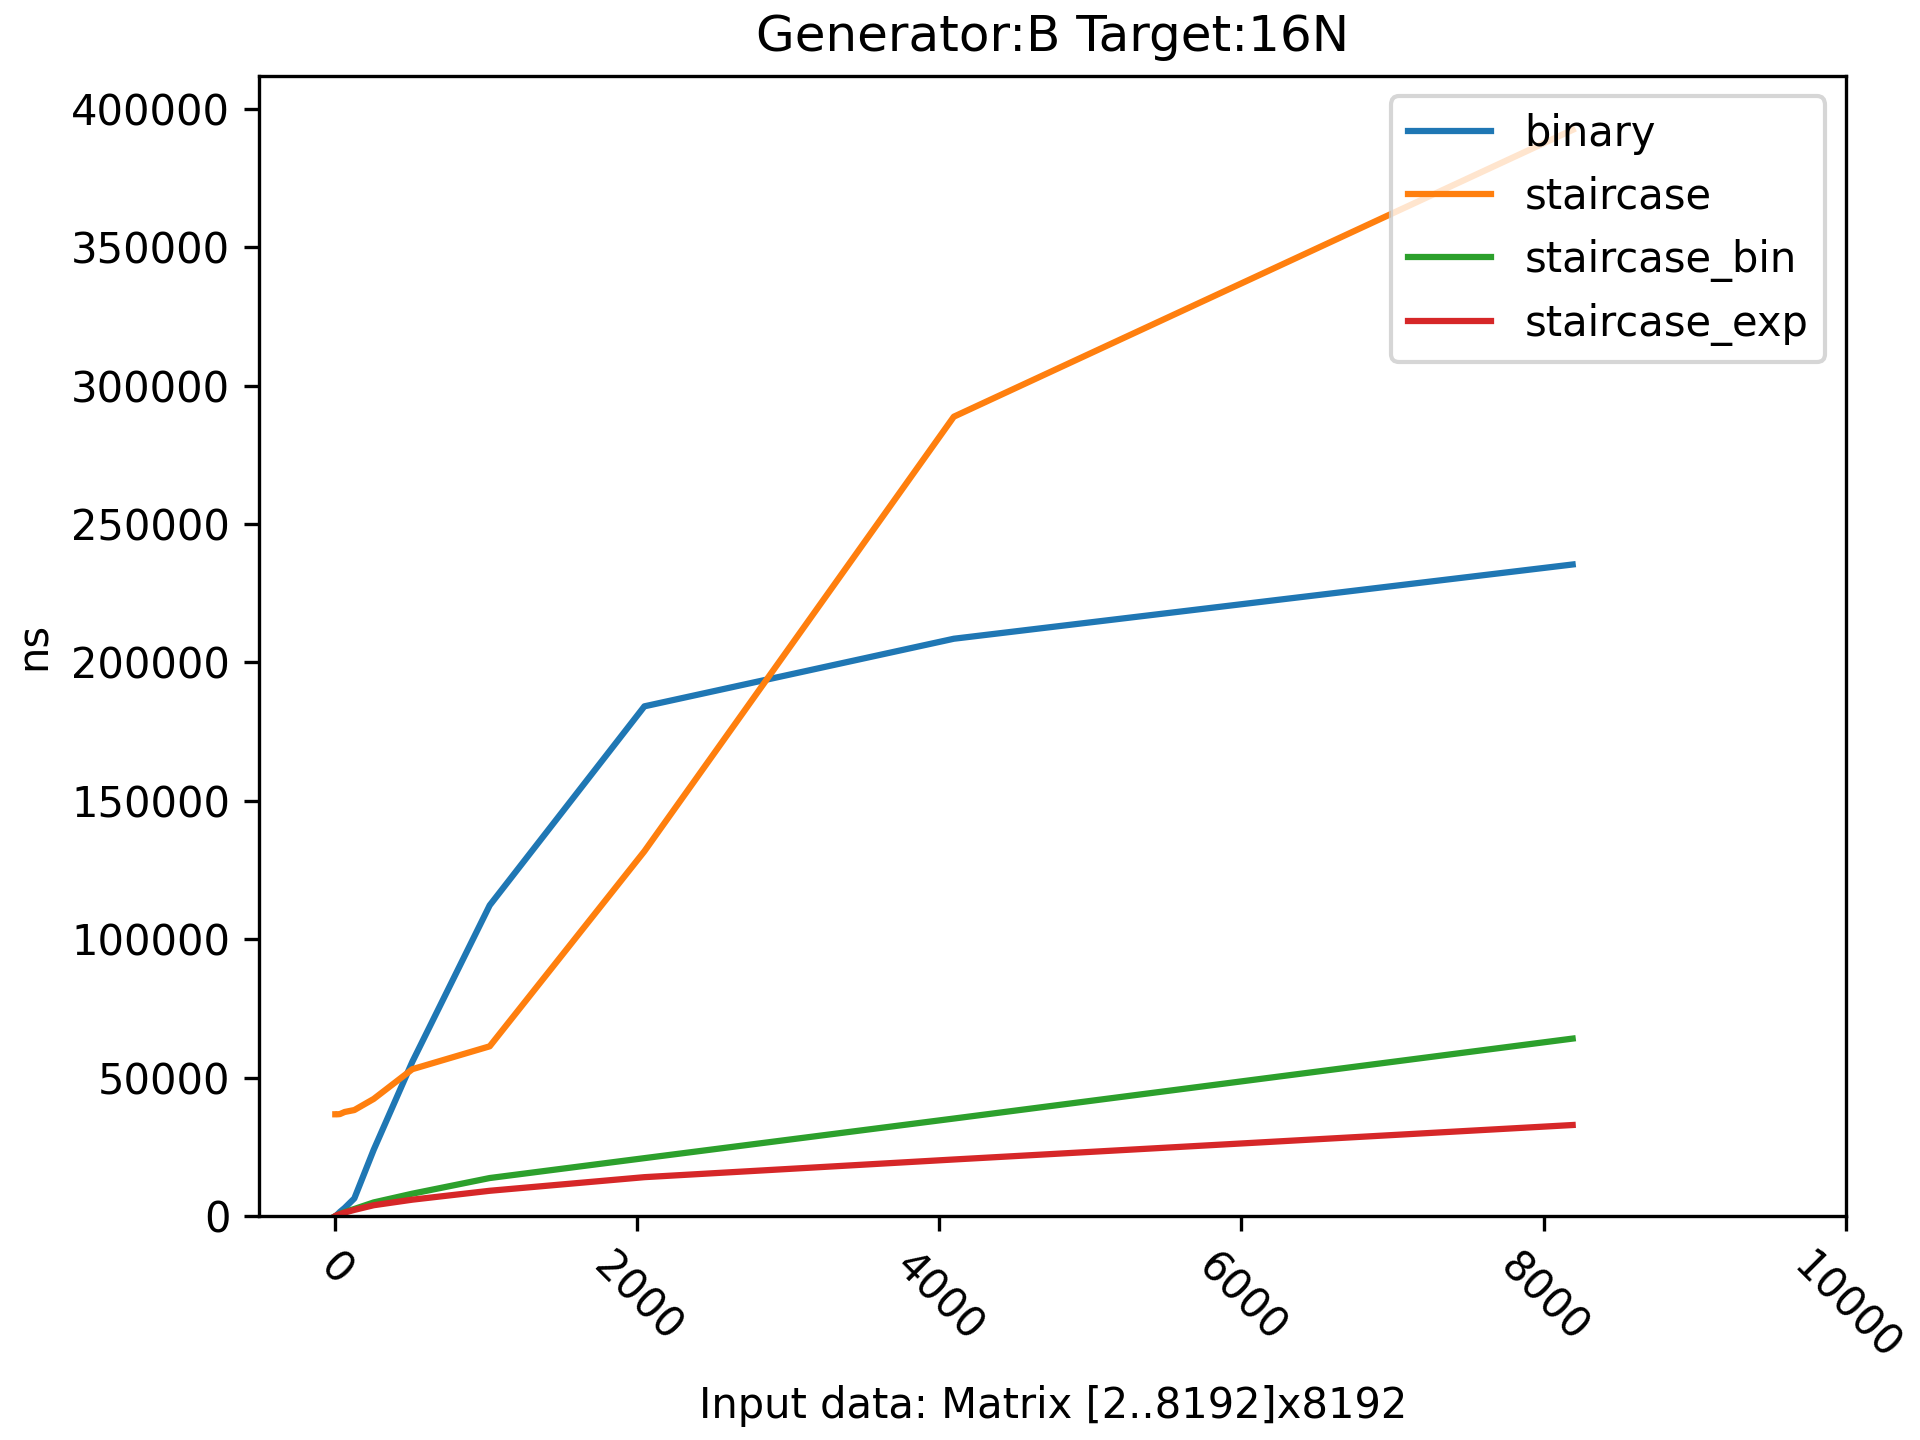 Generator:B Target:16N
400000
350000
300000
250000
200000
150000
100000
50000
0
ns
binary
staircase
staircase_bin
staircase_exp
0
2000
4000
6000
8000
10000
Input data: Matrix [2..8192]x8192